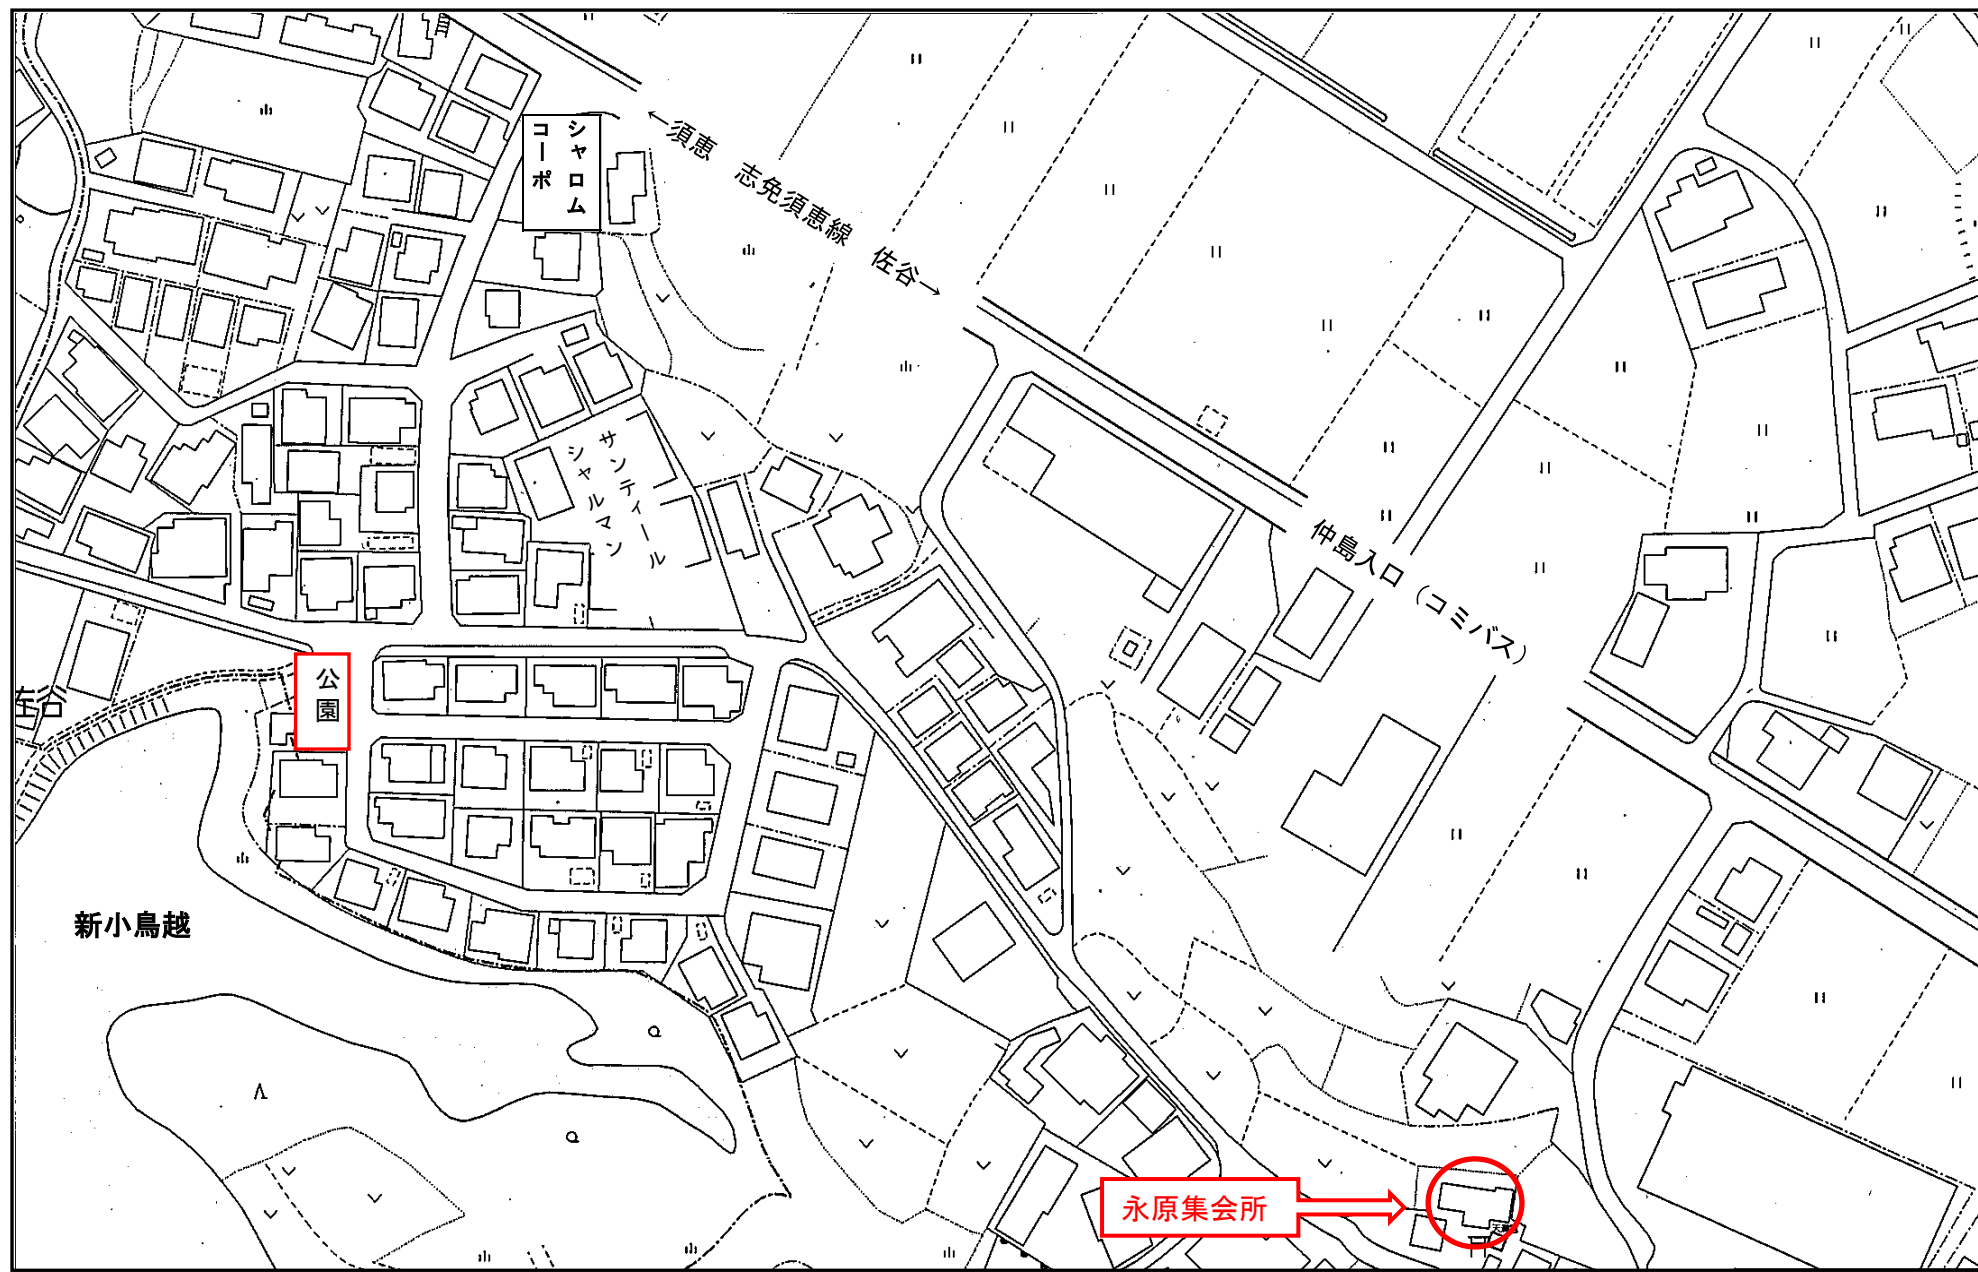 シャロム
コーポ
←須恵　志免須恵線　佐谷→
サンティール
シャルマン
仲島入口（コミバス）
公園
佐谷
新小鳥越
永原集会所